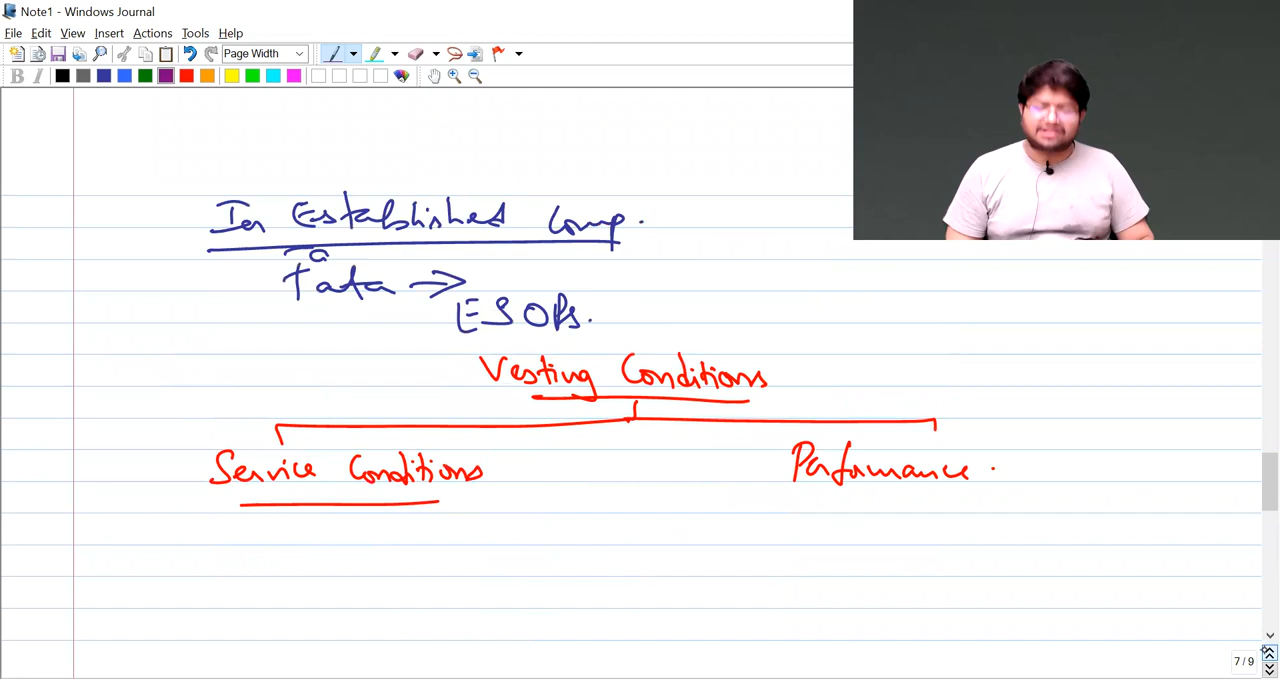 Note1 - Windows Journal
File Edit View Insert Actions Tools Help
Page Width
B I
In Established Comp.
Tata →
ESOPs.
Vesting Conditions
Service Conditions Performance.
7 / 9